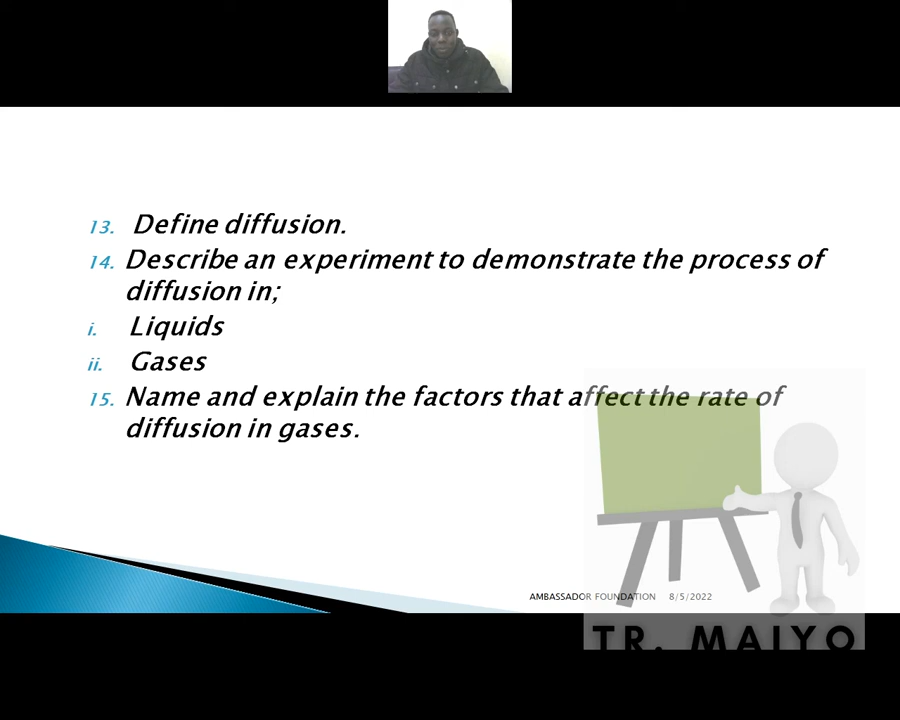 13. Define diffusion.
14. Describe an experiment to demonstrate the process of
diffusion in;
i. Liquids
ii. Gases
15. Name and explain the factors that affect the rate of
diffusion in gases.
AMBASSADOR FOUNDATION 8/5/2022
TR. MAIYO